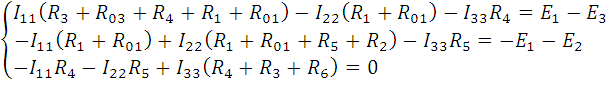 I₁₁(R₃ + R₀₃ + R₄ + R₁ + R₀₁) − I₂₂(R₁ + R₀₁) − I₃₃R₄ = E₁ − E₃
−I₁₁(R₁ + R₀₁) + I₂₂(R₁ + R₀₁ + R₅ + R₂) − I₃₃R₅ = −E₁ − E₂
−I₁₁R₄ − I₂₂R₅ + I₃₃(R₄ + R₃ + R₆) = 0